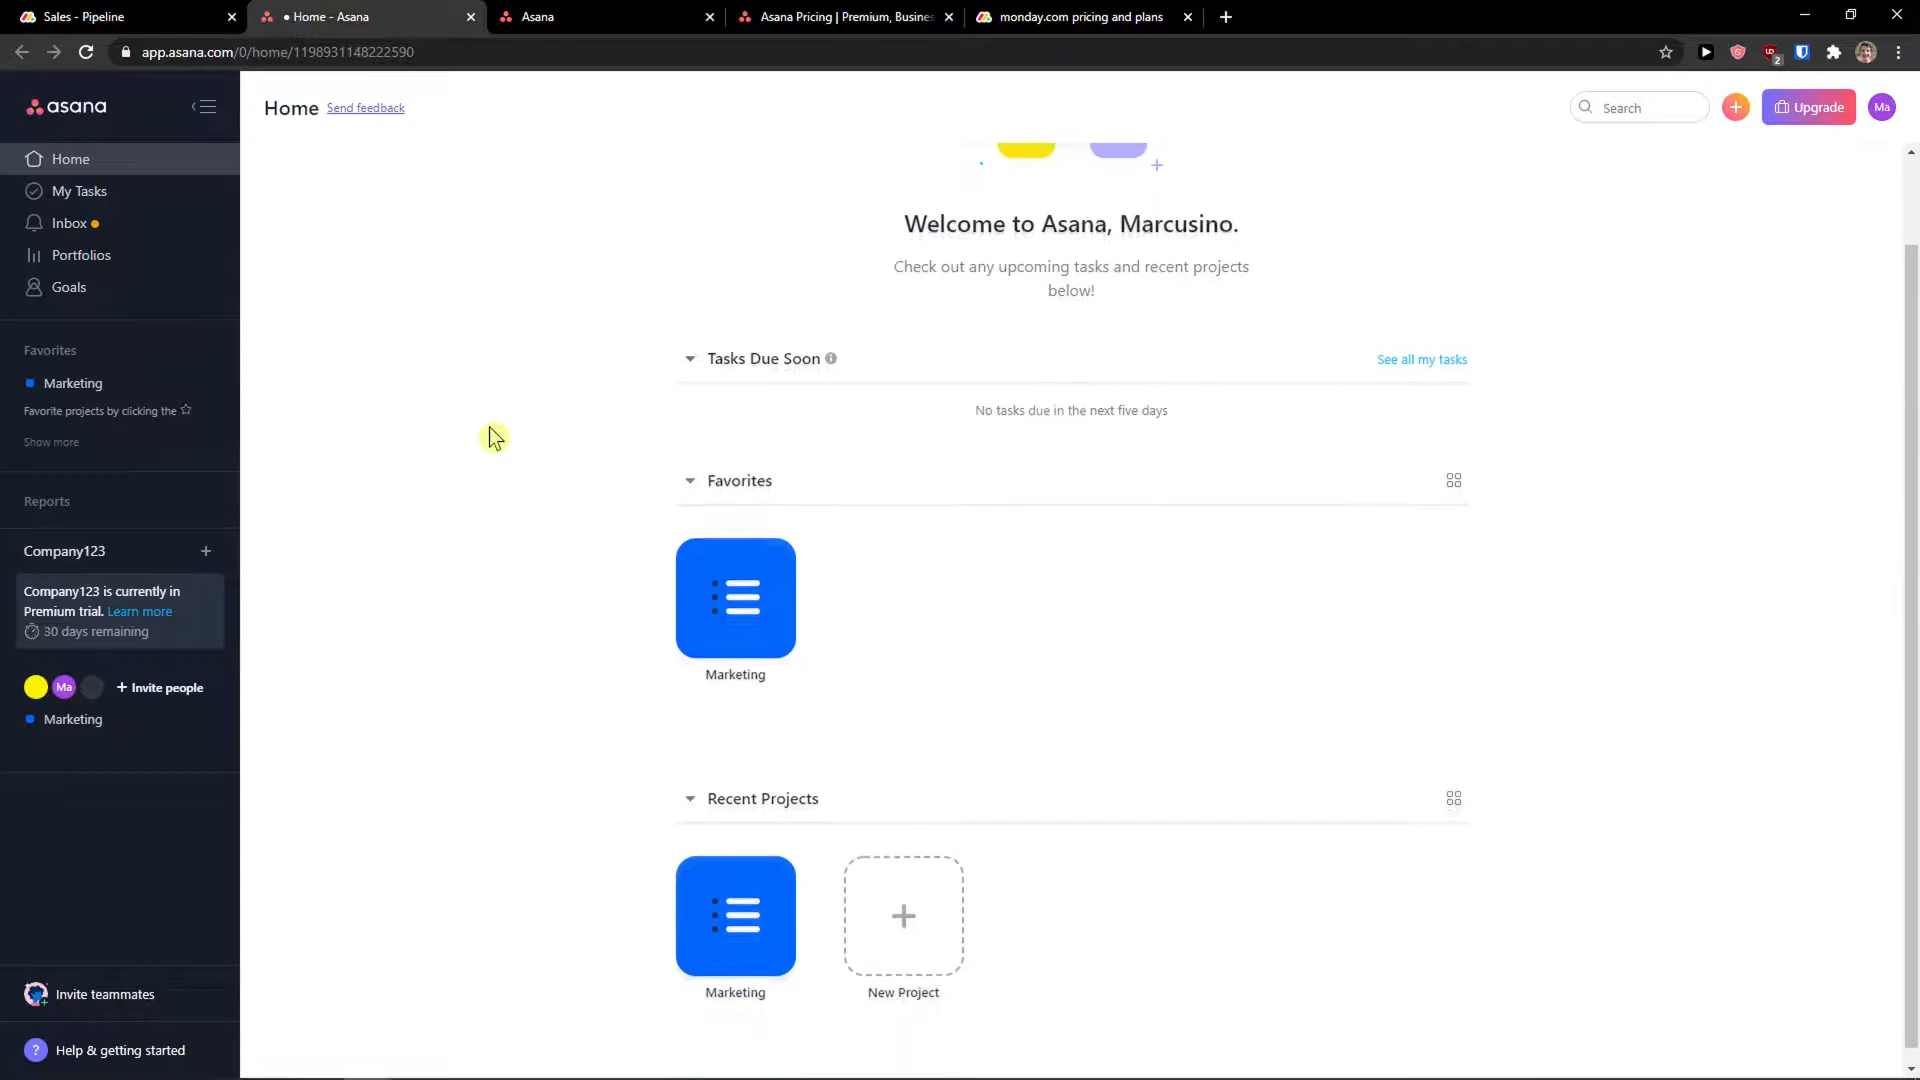 Sales - Pipeline
• Home - Asana
Asana
Asana Pricing | Premium, Busines
monday.com pricing and plans
app.asana.com/0/home/1198931148222590
2
asana
Home Send feedback
Search
Upgrade
Ma
Home
My Tasks
Inbox
Portfolios
Goals
Favorites
Marketing
Favorite projects by clicking the
Show more
Reports
Company123
Company123 is currently in
Premium trial. Learn more
30 days remaining
Ma
Invite people
Marketing
Invite teammates
? Help & getting started
Welcome to Asana, Marcusino.
Check out any upcoming tasks and recent projects
below!
Tasks Due Soon
See all my tasks
No tasks due in the next five days
Favorites
Marketing
Recent Projects
Marketing
New Project